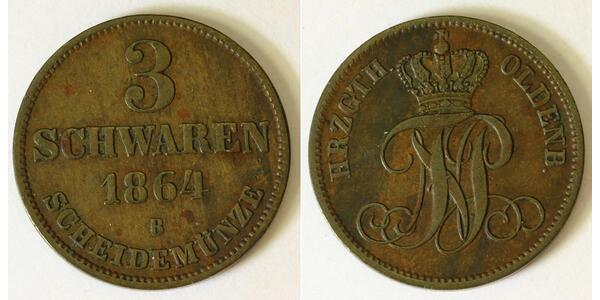 3
SCHWAREN
1864
B
SCHEIDEMÜNZE
HRZGTH OLDENB